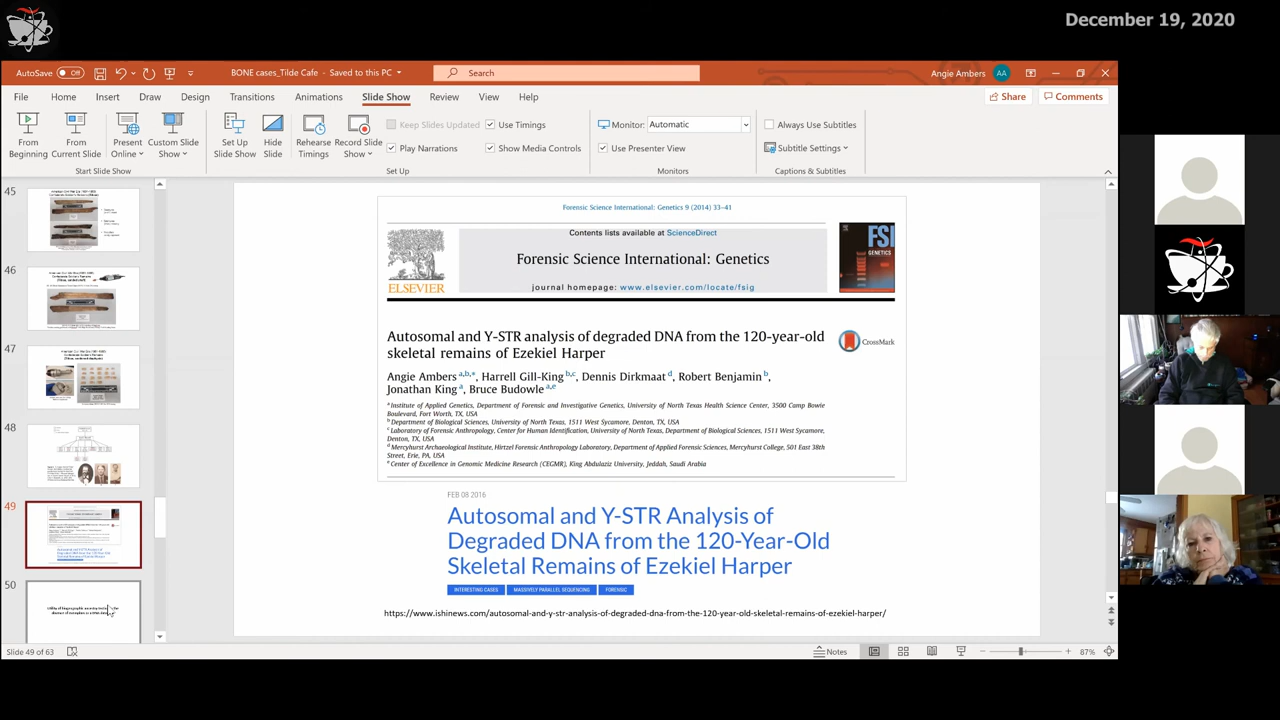 December 19, 2020
AutoSave Off
BONE cases_Tilde Cafe - Saved to this PC
Search
Angie Ambers AA
File Home Insert Draw Design Transitions Animations Slide Show Review View Help
Share Comments
From Beginning
From Current Slide
Present Online
Custom Slide Show
Set Up Slide Show
Hide Slide
Rehearse Timings
Record Slide Show
Keep Slides Updated
Play Narrations
Use Timings
Show Media Controls
Monitor: Automatic
Use Presenter View
Always Use Subtitles
Subtitle Settings
Start Slide Show
Set Up
Monitors
Captions & Subtitles
45
46
47
48
49
50
Forensic Science International: Genetics 9 (2014) 33–41
Contents lists available at ScienceDirect
Forensic Science International: Genetics
journal homepage: www.elsevier.com/locate/fsig
ELSEVIER
FSI
GENETICS
Autosomal and Y-STR analysis of degraded DNA from the 120-year-old
skeletal remains of Ezekiel Harper
CrossMark
Angie Ambers a,b,*, Harrell Gill-King b,c, Dennis Dirkmaat d, Robert Benjamin b,
Jonathan King a, Bruce Budowle a,e
a Institute of Applied Genetics, Department of Forensic and Investigative Genetics, University of North Texas Health Science Center, 3500 Camp Bowie
Boulevard, Fort Worth, TX, USA
b Department of Biological Sciences, University of North Texas, 1511 West Sycamore, Denton, TX, USA
c Laboratory of Forensic Anthropology, Center for Human Identification, University of North Texas, Department of Biological Sciences, 1511 West Sycamore,
Denton, TX, USA
d Mercyhurst Archaeological Institute, Hirtzel Forensic Anthropology Laboratory, Department of Applied Forensic Sciences, Mercyhurst College, 501 East 38th
Street, Erie, PA, USA
e Center of Excellence in Genomic Medicine Research (CEGMR), King Abdulaziz University, Jeddah, Saudi Arabia
FEB 08 2016
Autosomal and Y-STR Analysis of
Degraded DNA from the 120-Year-Old
Skeletal Remains of Ezekiel Harper
INTERESTING CASES MASSIVELY PARALLEL SEQUENCING FORENSIC
https://www.ishinews.com/autosomal-and-y-str-analysis-of-degraded-dna-from-the-120-year-old-skeletal-remains-of-ezekiel-harper/
Slide 49 of 63
Notes
87%